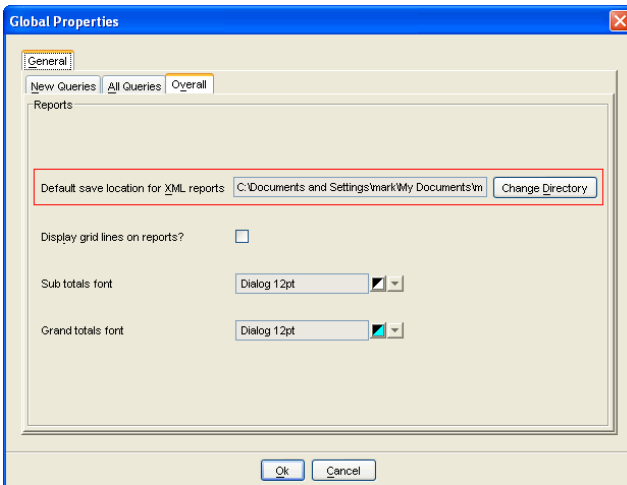 Global Properties
General
New Queries All Queries Overall
Reports
Default save location for XML reports C:\Documents and Settings\mark\My Documents\m Change Directory
Display grid lines on reports?
Sub totals font Dialog 12pt
Grand totals font Dialog 12pt
Ok Cancel